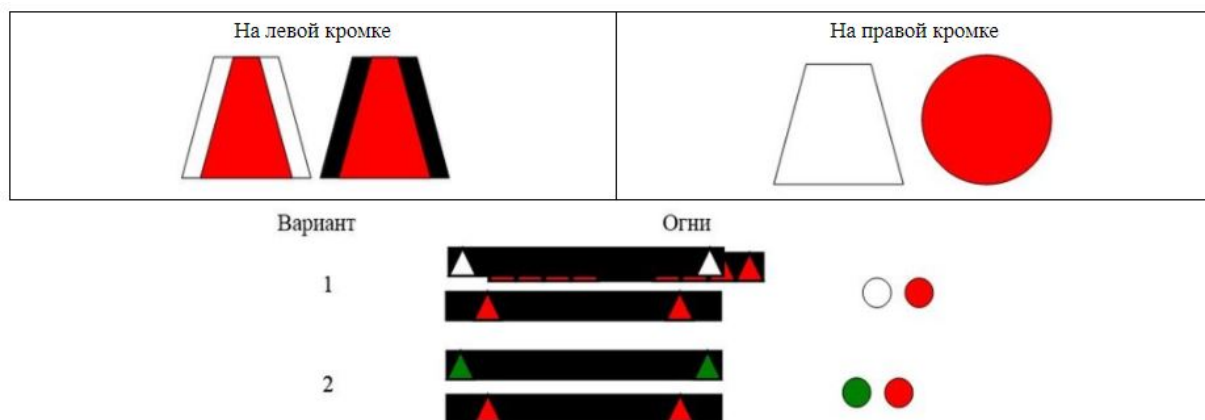 На левой кромке
На правой кромке
Вариант
Огни
1
2